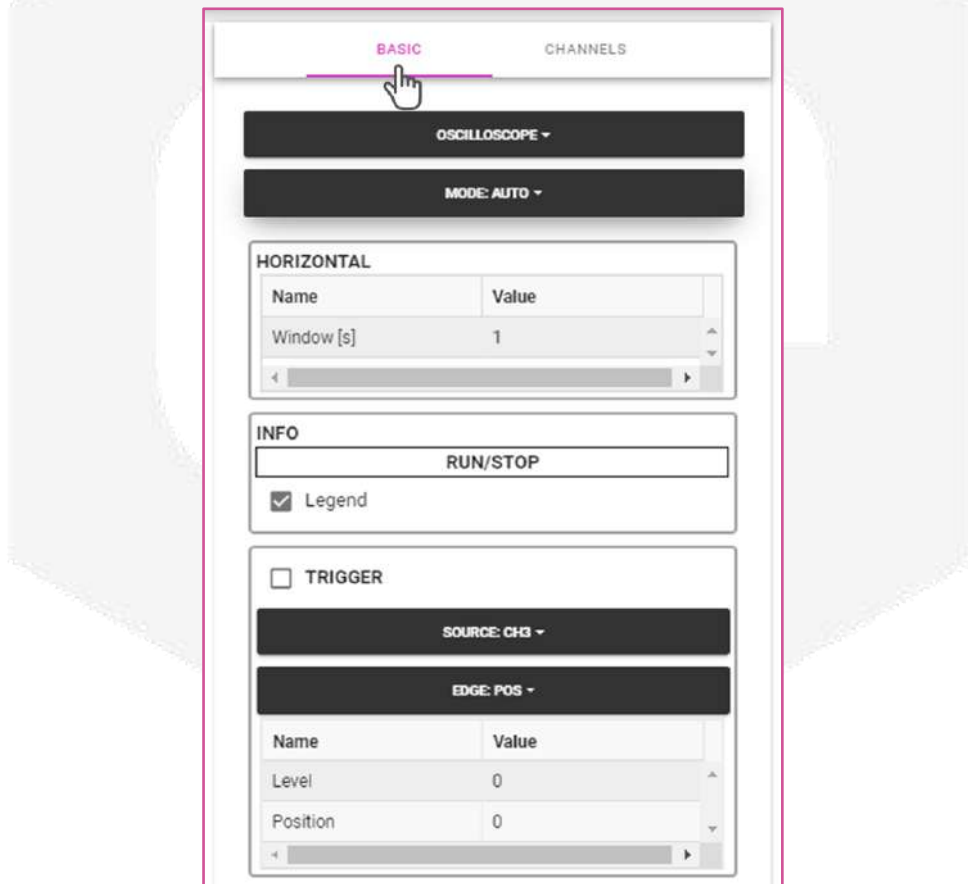 BASIC CHANNELS
OSCILLOSCOPE
MODE: AUTO
HORIZONTAL
Name Value
Window [s] 1
INFO
RUN/STOP
Legend
TRIGGER
SOURCE: CH3
EDGE: POS
Name Value
Level 0
Position 0